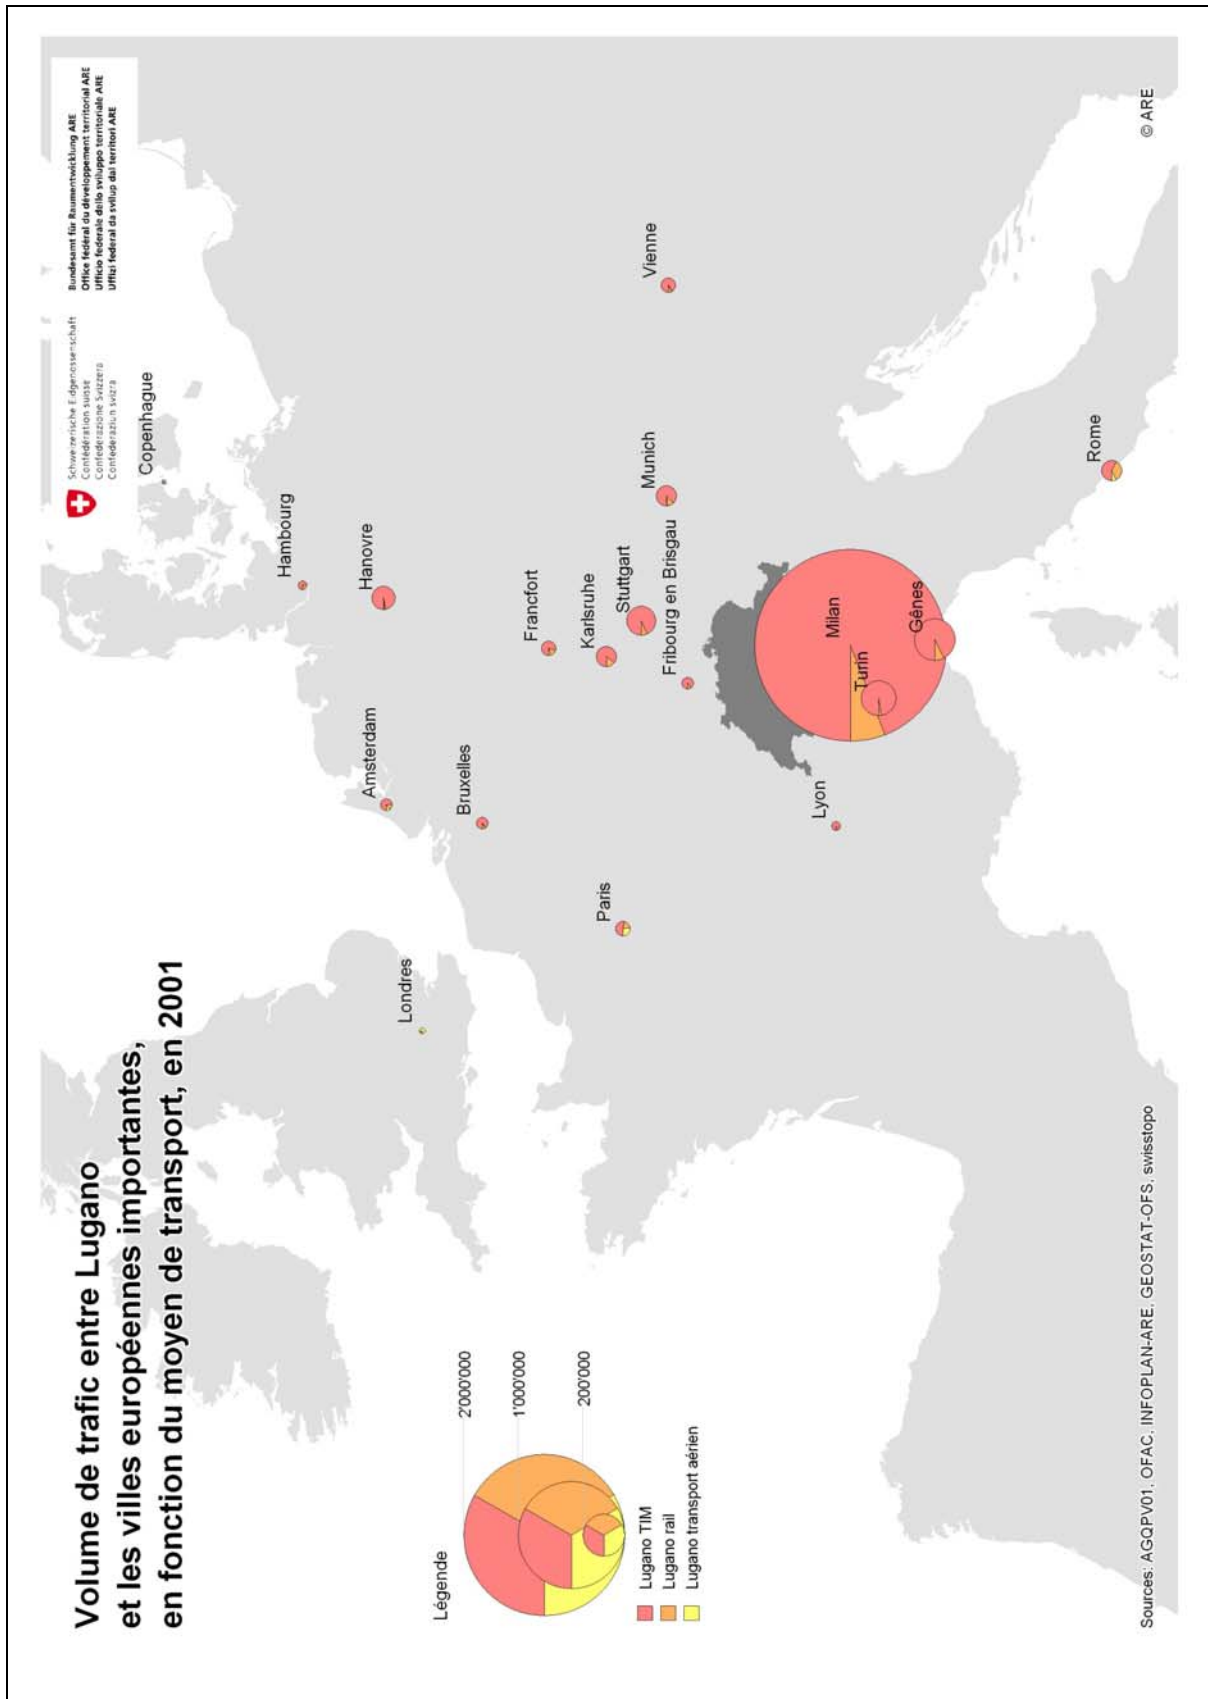 Volume de trafic entre Lugano
et les villes européennes importantes,
en fonction du moyen de transport, en 2001
Schweizerische Eidgenossenschaft
Confédération suisse
Confederazione Svizzera
Confederaziun svizra
Bundesamt für Raumentwicklung ARE
Office fédéral du développement territorial ARE
Ufficio federale dello sviluppo territoriale ARE
Uffizi federal da svilup dal territori ARE
Copenhague
Hambourg
Hanovre
Amsterdam
Bruxelles
Londres
Francfort
Karlsruhe
Stuttgart
Munich
Vienne
Fribourg en Brisgau
Paris
Lyon
Milan
Turin
Gênes
Rome
Légende
2'000'000
1'000'000
200'000
Lugano TIM
Lugano rail
Lugano transport aérien
Sources: AGQPV01, OFAC, INFOPLAN-ARE, GEOSTAT-OFS, swisstopo
© ARE